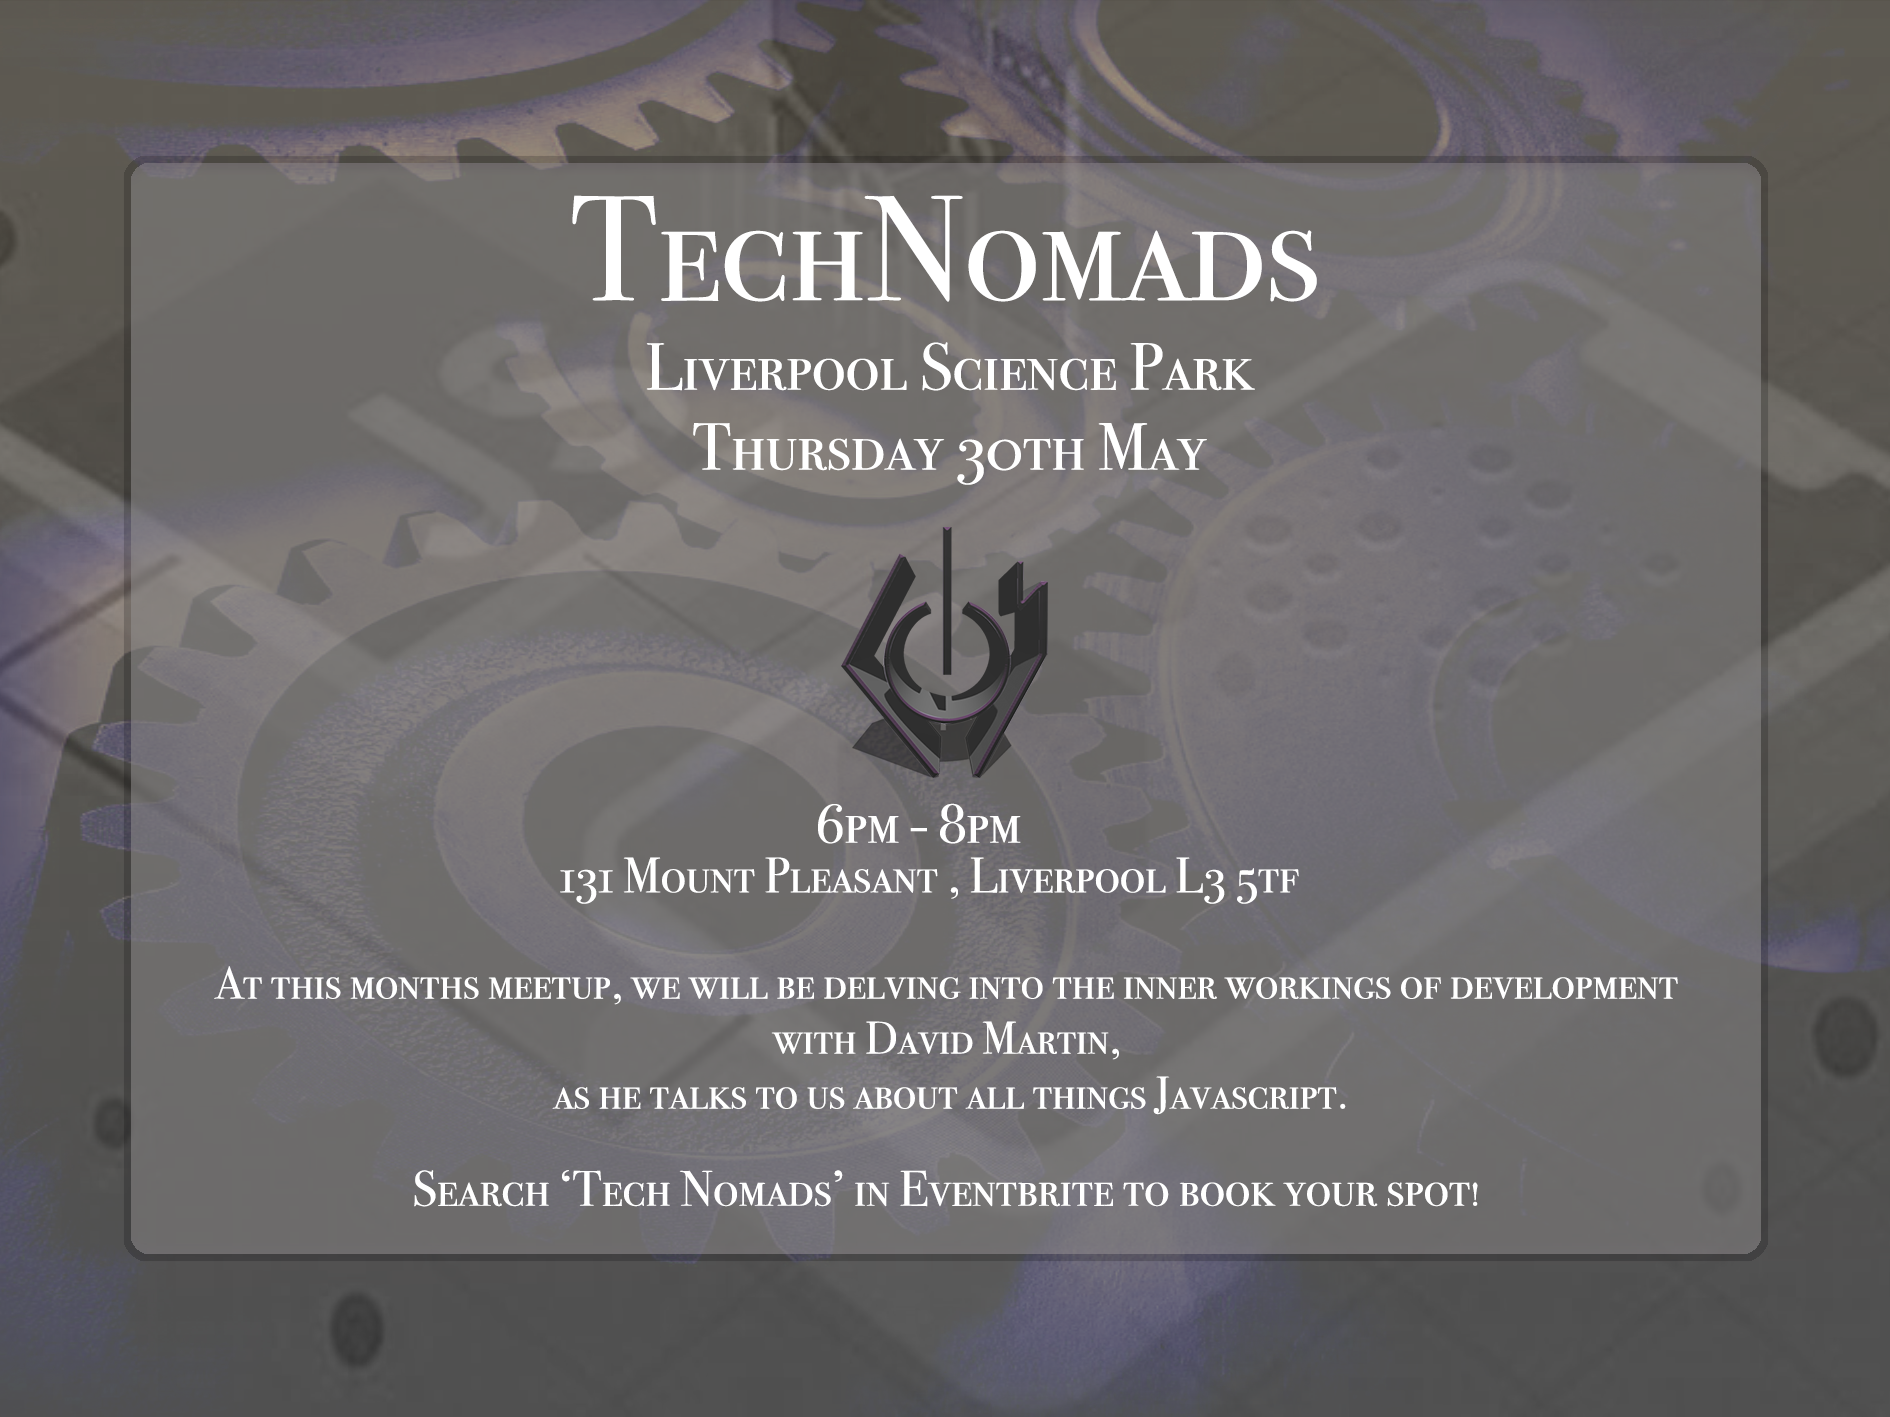 TechNomads
Liverpool Science Park
Thursday 30th May
6pm - 8pm
131 Mount Pleasant , Liverpool L3 5TF
At this months meetup, we will be delving into the inner workings of development
with David Martin,
as he talks to us about all things Javascript.
Search ‘Tech Nomads’ in Eventbrite to book your spot!